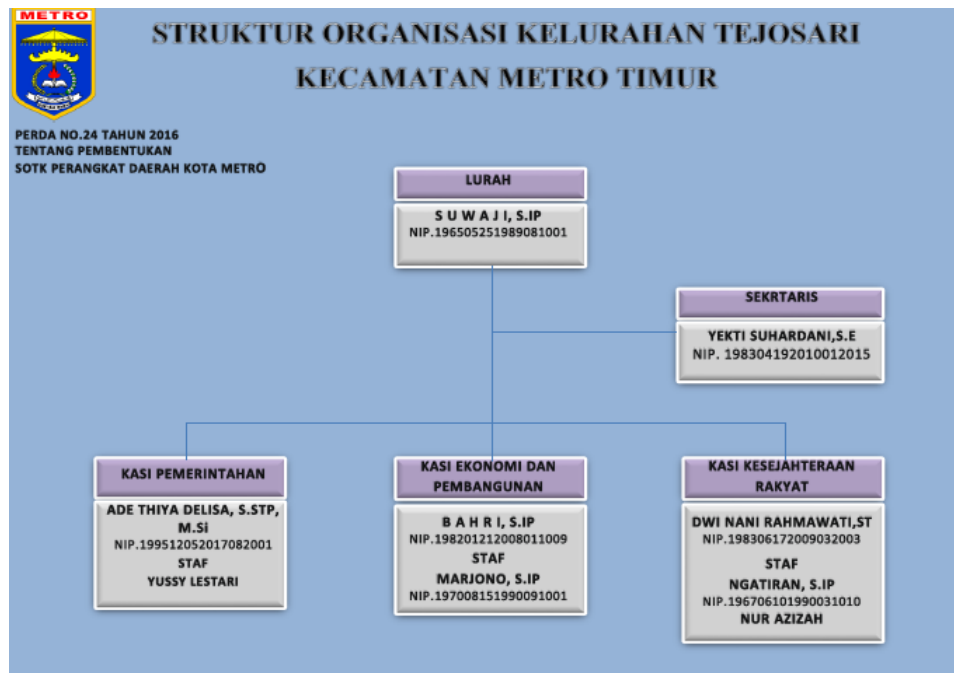 METRO
STRUKTUR ORGANISASI KELURAHAN TEJOSARI
KECAMATAN METRO TIMUR
PERDA NO.24 TAHUN 2016
TENTANG PEMBENTUKAN
SOTK PERANGKAT DAERAH KOTA METRO
LURAH
S U W A J I, S.IP
NIP.196505251989081001
SEKRTARIS
YEKTI SUHARDANI,S.E
NIP. 198304192010012015
KASI PEMERINTAHAN
ADE THIYA DELISA, S.STP,
M.Si
NIP.199512052017082001
STAF
YUSSY LESTARI
KASI EKONOMI DAN
PEMBANGUNAN
B A H R I, S.IP
NIP.198201212008011009
STAF
MARJONO, S.IP
NIP.197008151990091001
KASI KESEJAHTERAAN
RAKYAT
DWI NANI RAHMAWATI,ST
NIP.198306172009032003
STAF
NGATIRAN, S.IP
NIP.196706101990031010
NUR AZIZAH